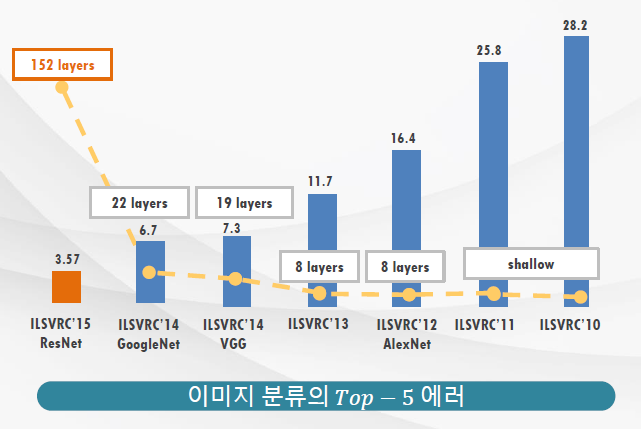 28.2
25.8
152 layers
16.4
11.7
22 layers
19 layers
6.7
7.3
3.57
8 layers
8 layers
shallow
ILSVRC'15
ResNet
ILSVRC'14
GoogleNet
ILSVRC'14
VGG
ILSVRC'13
ILSVRC'12
AlexNet
ILSVRC'11
ILSVRC'10
이미지 분류의 Top − 5 에러